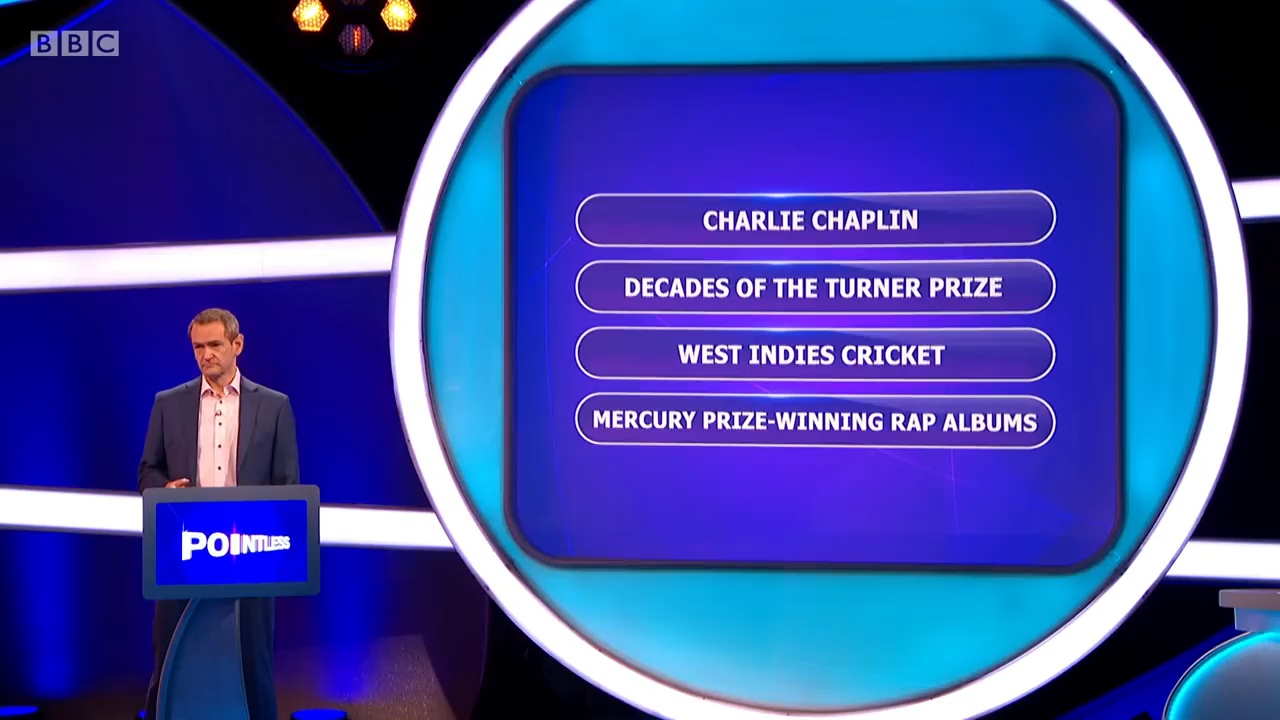 BBC
CHARLIE CHAPLIN
DECADES OF THE TURNER PRIZE
WEST INDIES CRICKET
MERCURY PRIZE-WINNING RAP ALBUMS
POINTLESS